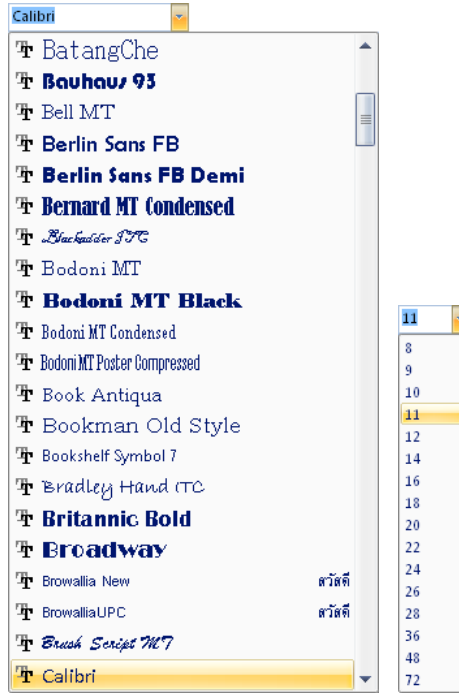 Calibri
BatangChe
Bauhaus 93
Bell MT
Berlin Sans FB
Berlin Sans FB Demi
Bernard MT Condensed
Blackadder ITC
Bodoni MT
Bodoni MT Black
Bodoni MT Condensed
Bodoni MT Poster Compressed
Book Antiqua
Bookman Old Style
Bookshelf Symbol 7
Bradley Hand ITC
Britannic Bold
Broadway
Browallia New สวัสดี
BrowalliaUPC สวัสดี
Brush Script MT
Calibri
11
8
9
10
11
12
14
16
18
20
22
24
26
28
36
48
72